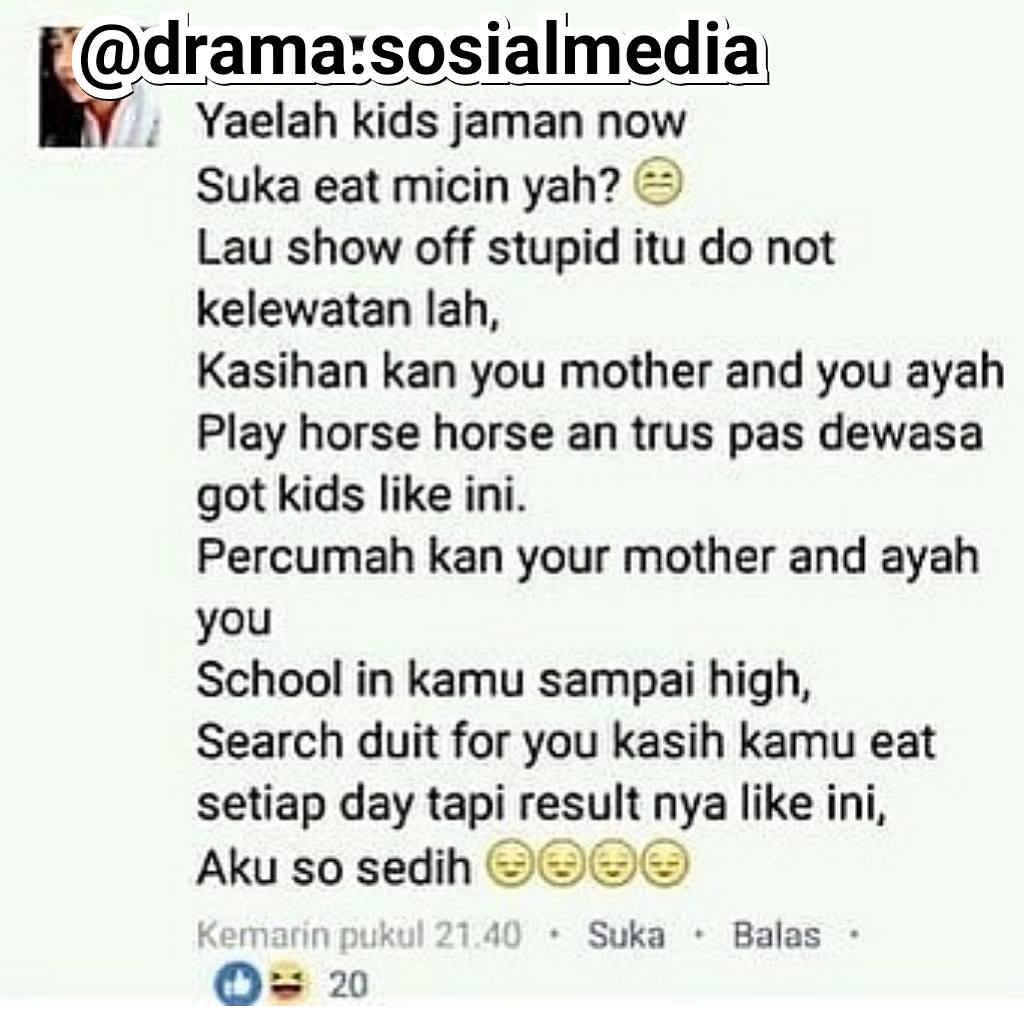 @drama:sosialmedia
Yaelah kids jaman now
Suka eat micin yah? 😒
Lau show off stupid itu do not
kelewatan lah,
Kasihan kan you mother and you ayah
Play horse horse an trus pas dewasa
got kids like ini.
Percumah kan your mother and ayah
you
School in kamu sampai high,
Search duit for you kasih kamu eat
setiap day tapi result nya like ini,
Aku so sedih 😔😔😔😔
Kemarin pukul 21.40 • Suka • Balas •
20